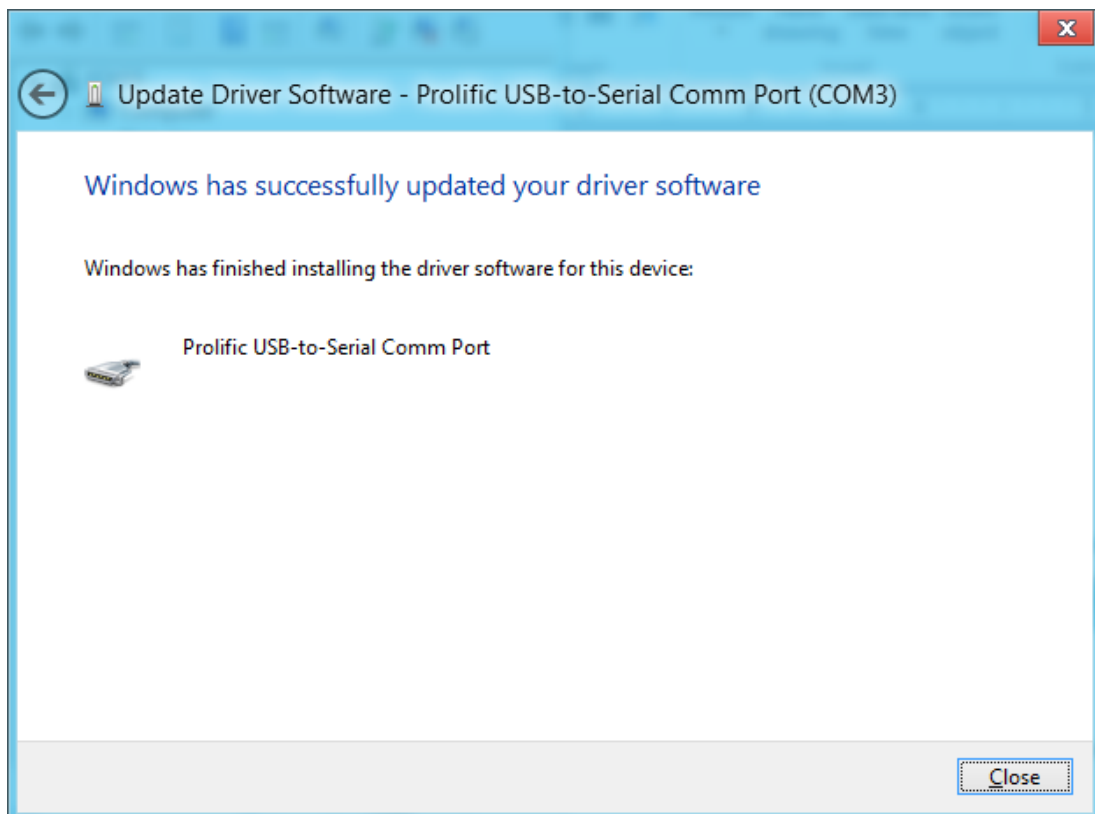 Update Driver Software - Prolific USB-to-Serial Comm Port (COM3)
Windows has successfully updated your driver software
Windows has finished installing the driver software for this device:
Prolific USB-to-Serial Comm Port
Close